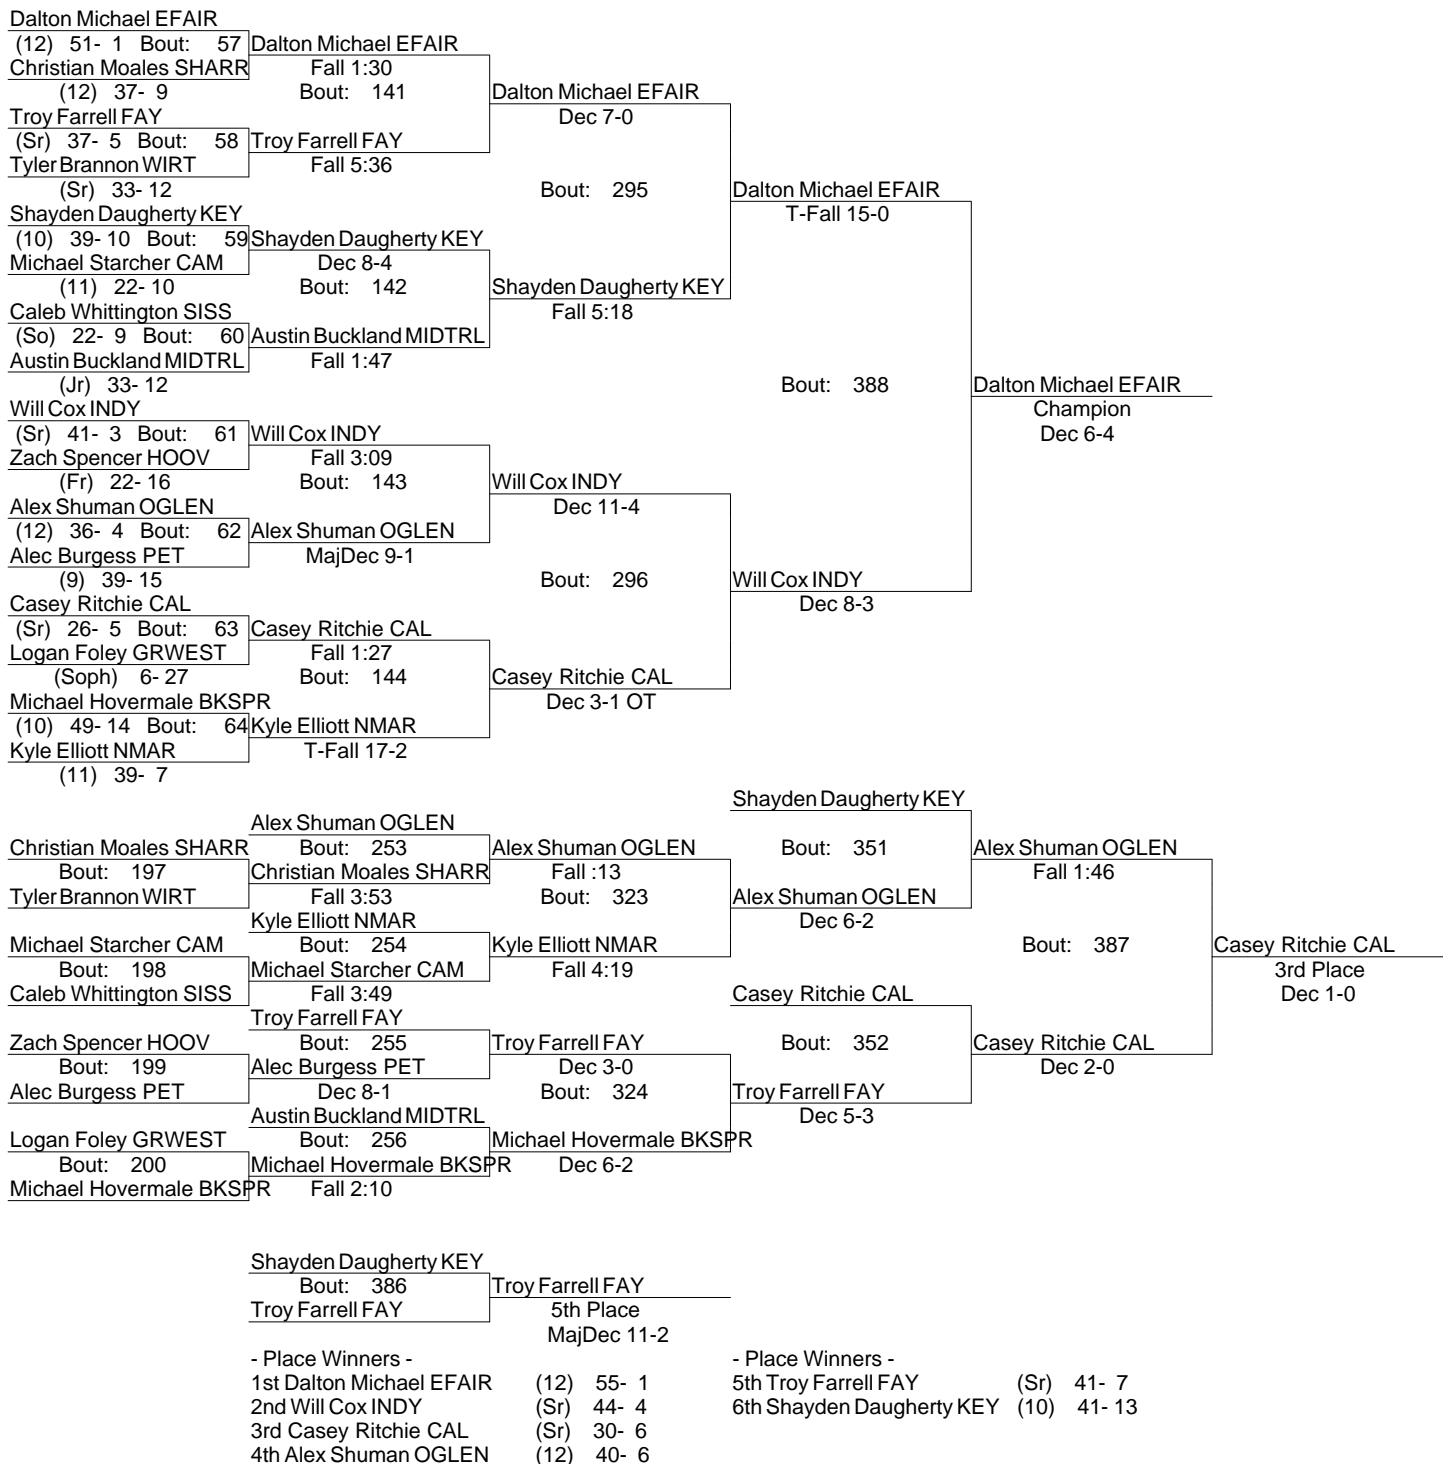 Dalton Michael EFAIR
(12) 51- 1 Bout: 57 Dalton Michael EFAIR
Christian Moales SHARR Fall 1:30
(12) 37- 9 Bout: 141 Dalton Michael EFAIR
Troy Farrell FAY Dec 7-0
(Sr) 37- 5 Bout: 58 Troy Farrell FAY
Tyler Brannon WIRT Fall 5:36
(Sr) 33- 12 Bout: 295 Dalton Michael EFAIR
Shayden Daugherty KEY T-Fall 15-0
(10) 39- 10 Bout: 59 Shayden Daugherty KEY
Michael Starcher CAM Dec 8-4
(11) 22- 10 Bout: 142 Shayden Daugherty KEY
Caleb Whittington SISS Fall 5:18
(So) 22- 9 Bout: 60 Austin Buckland MIDTRL
Austin Buckland MIDTRL Fall 1:47
(Jr) 33- 12 Bout: 388 Dalton Michael EFAIR
Will Cox INDY Champion
(Sr) 41- 3 Bout: 61 Will Cox INDY Dec 6-4
Zach Spencer HOOV Fall 3:09
(Fr) 22- 16 Bout: 143 Will Cox INDY
Alex Shuman OGLEN Dec 11-4
(12) 36- 4 Bout: 62 Alex Shuman OGLEN
Alec Burgess PET MajDec 9-1
(9) 39- 15 Bout: 296 Will Cox INDY
Casey Ritchie CAL Dec 8-3
(Sr) 26- 5 Bout: 63 Casey Ritchie CAL
Logan Foley GRWEST Fall 1:27
(Soph) 6- 27 Bout: 144 Casey Ritchie CAL
Michael Hovermale BKSPR Dec 3-1 OT
(10) 49- 14 Bout: 64 Kyle Elliott NMAR
Kyle Elliott NMAR T-Fall 17-2
(11) 39- 7
Shayden Daugherty KEY
Alex Shuman OGLEN
Christian Moales SHARR Bout: 253 Alex Shuman OGLEN Bout: 351 Alex Shuman OGLEN
Bout: 197 Christian Moales SHARR Fall :13 Fall 1:46
Tyler Brannon WIRT Fall 3:53 Bout: 323 Alex Shuman OGLEN
Kyle Elliott NMAR Dec 6-2
Michael Starcher CAM Bout: 254 Kyle Elliott NMAR Bout: 387 Casey Ritchie CAL
Bout: 198 Michael Starcher CAM Fall 4:19 3rd Place
Caleb Whittington SISS Fall 3:49 Casey Ritchie CAL Dec 1-0
Troy Farrell FAY
Zach Spencer HOOV Bout: 255 Troy Farrell FAY Bout: 352 Casey Ritchie CAL
Bout: 199 Alec Burgess PET Dec 3-0 Dec 2-0
Alec Burgess PET Dec 8-1 Bout: 324 Troy Farrell FAY
Austin Buckland MIDTRL Dec 5-3
Logan Foley GRWEST Bout: 256 Michael Hovermale BKSPR
Bout: 200 Michael Hovermale BKSPR Dec 6-2
Michael Hovermale BKSPR Fall 2:10
Shayden Daugherty KEY
Bout: 386 Troy Farrell FAY
Troy Farrell FAY 5th Place
MajDec 11-2
- Place Winners - - Place Winners -
1st Dalton Michael EFAIR (12) 55- 1 5th Troy Farrell FAY (Sr) 41- 7
2nd Will Cox INDY (Sr) 44- 4 6th Shayden Daugherty KEY (10) 41- 13
3rd Casey Ritchie CAL (Sr) 30- 6
4th Alex Shuman OGLEN (12) 40- 6